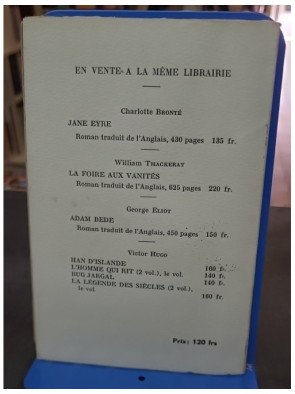 EN VENTE A LA MÊME LIBRAIRIE
Charlotte BRONTÉ
JANE EYRE
Roman traduit de l'Anglais, 430 pages 135 fr.
William THACKERAY
LA FOIRE AUX VANITÉS
Roman traduit de l'Anglais, 625 pages 220 fr.
George ELIOT
ADAM BEDE
Roman traduit de l'Anglais, 450 pages 150 fr.
Victor HUGO
HAN D'ISLANDE 160 fr.
L'HOMME QUI RIT (2 vol.), le vol. 140 fr.
BUG JARGAL 140 fr.
LA LÉGENDE DES SIÈCLES (2 vol.),
le vol. 160 fr.
Prix: 120 frs